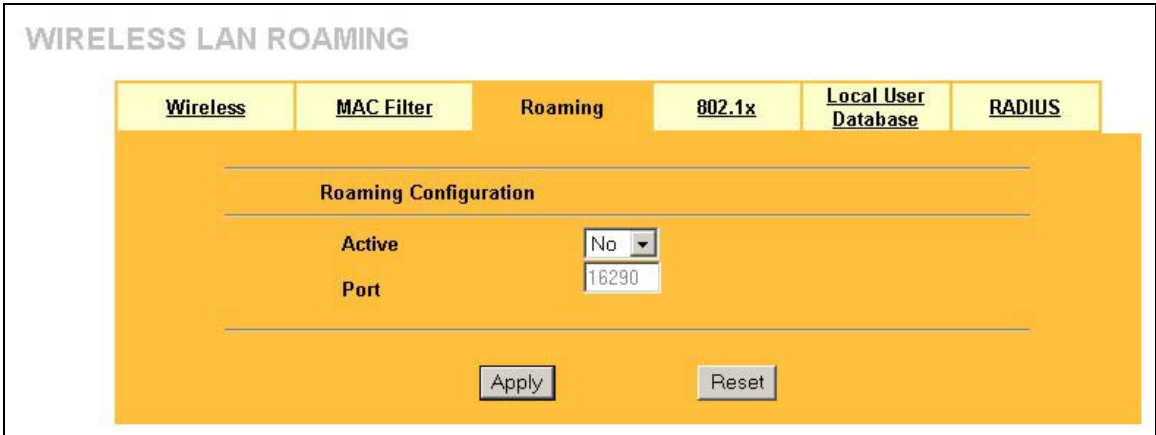 WIRELESS LAN ROAMING
Wireless MAC Filter Roaming 802.1x Local User Database RADIUS
Roaming Configuration
Active No
Port 16290
Apply Reset